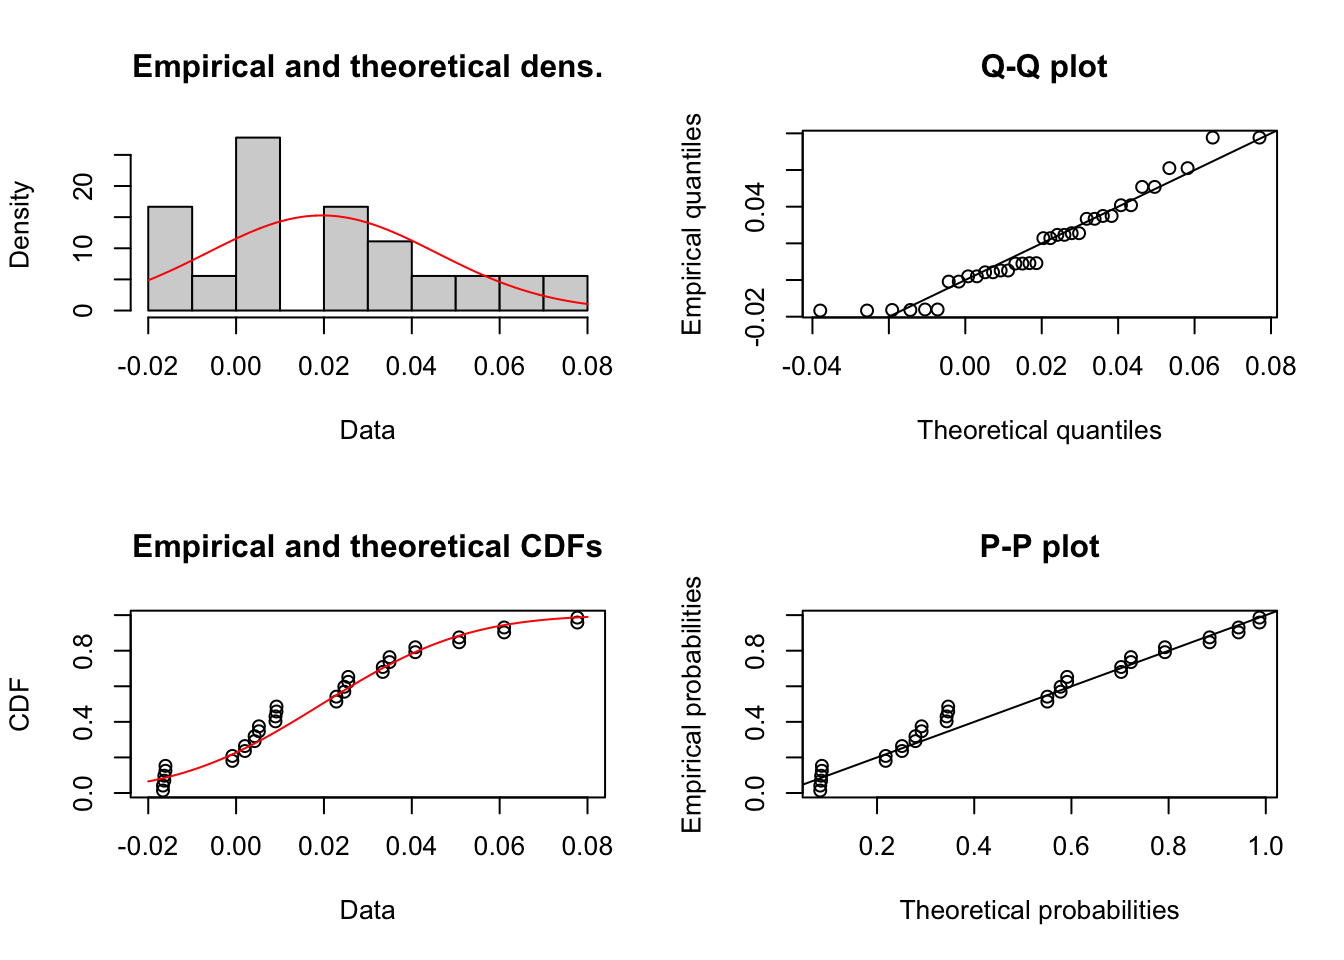 Empirical and theoretical dens.
Density
0 10 20
-0.02 0.00 0.02 0.04 0.06 0.08
Data
Q-Q plot
Empirical quantiles
-0.02 0.04
-0.04 0.00 0.02 0.04 0.06 0.08
Theoretical quantiles
Empirical and theoretical CDFs
CDF
0.0 0.4 0.8
-0.02 0.00 0.02 0.04 0.06 0.08
Data
P-P plot
Empirical probabilities
0.0 0.4 0.8
0.2 0.4 0.6 0.8 1.0
Theoretical probabilities